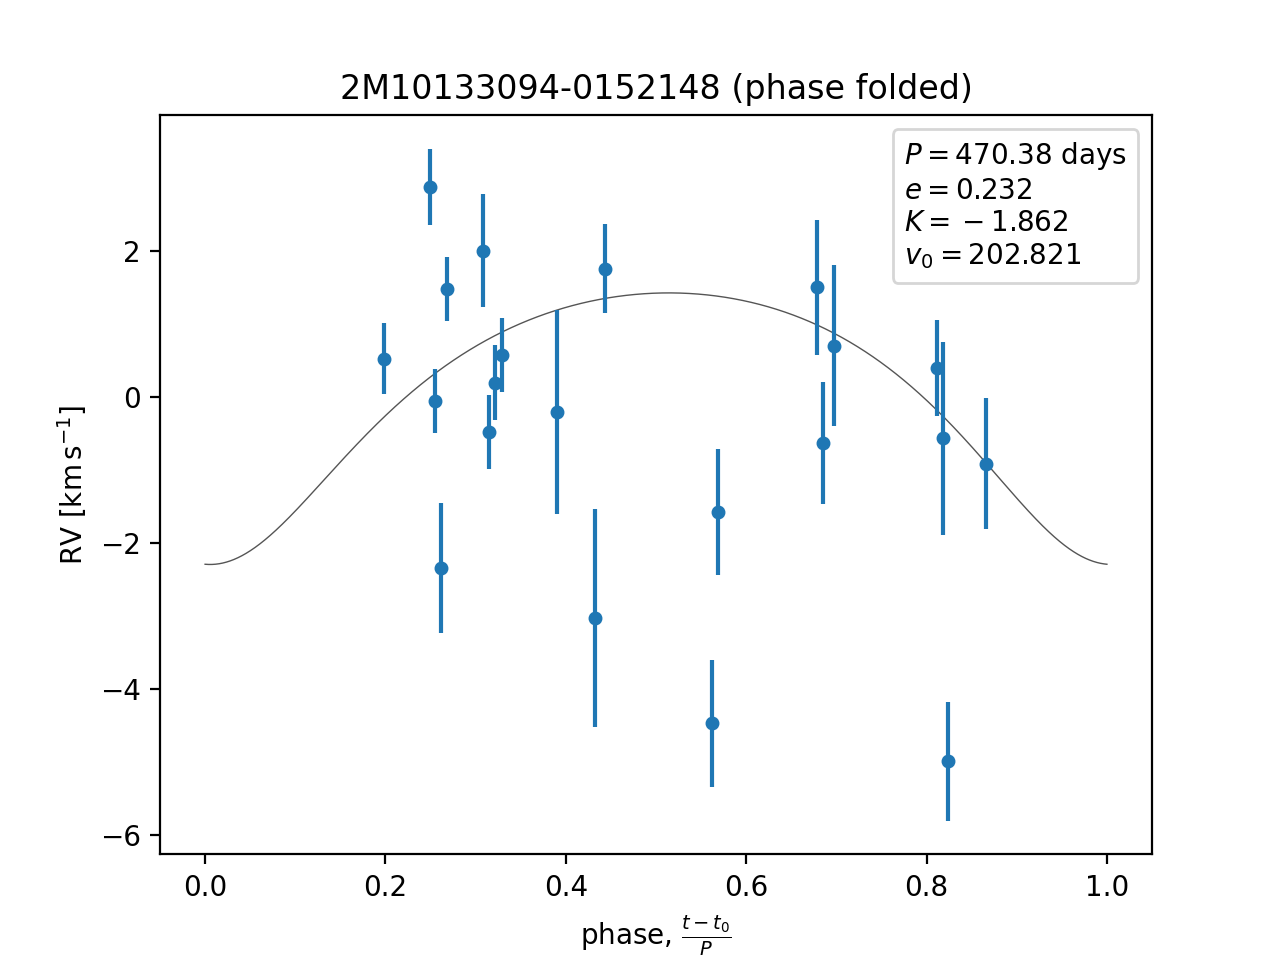 2M10133094-0152148 (phase folded)
P = 470.38 days
e = 0.232
K = −1.862
v₀ = 202.821
RV [km s⁻¹]
2
0
−2
−4
−6
0.0 0.2 0.4 0.6 0.8 1.0
phase, (t − t₀)/P